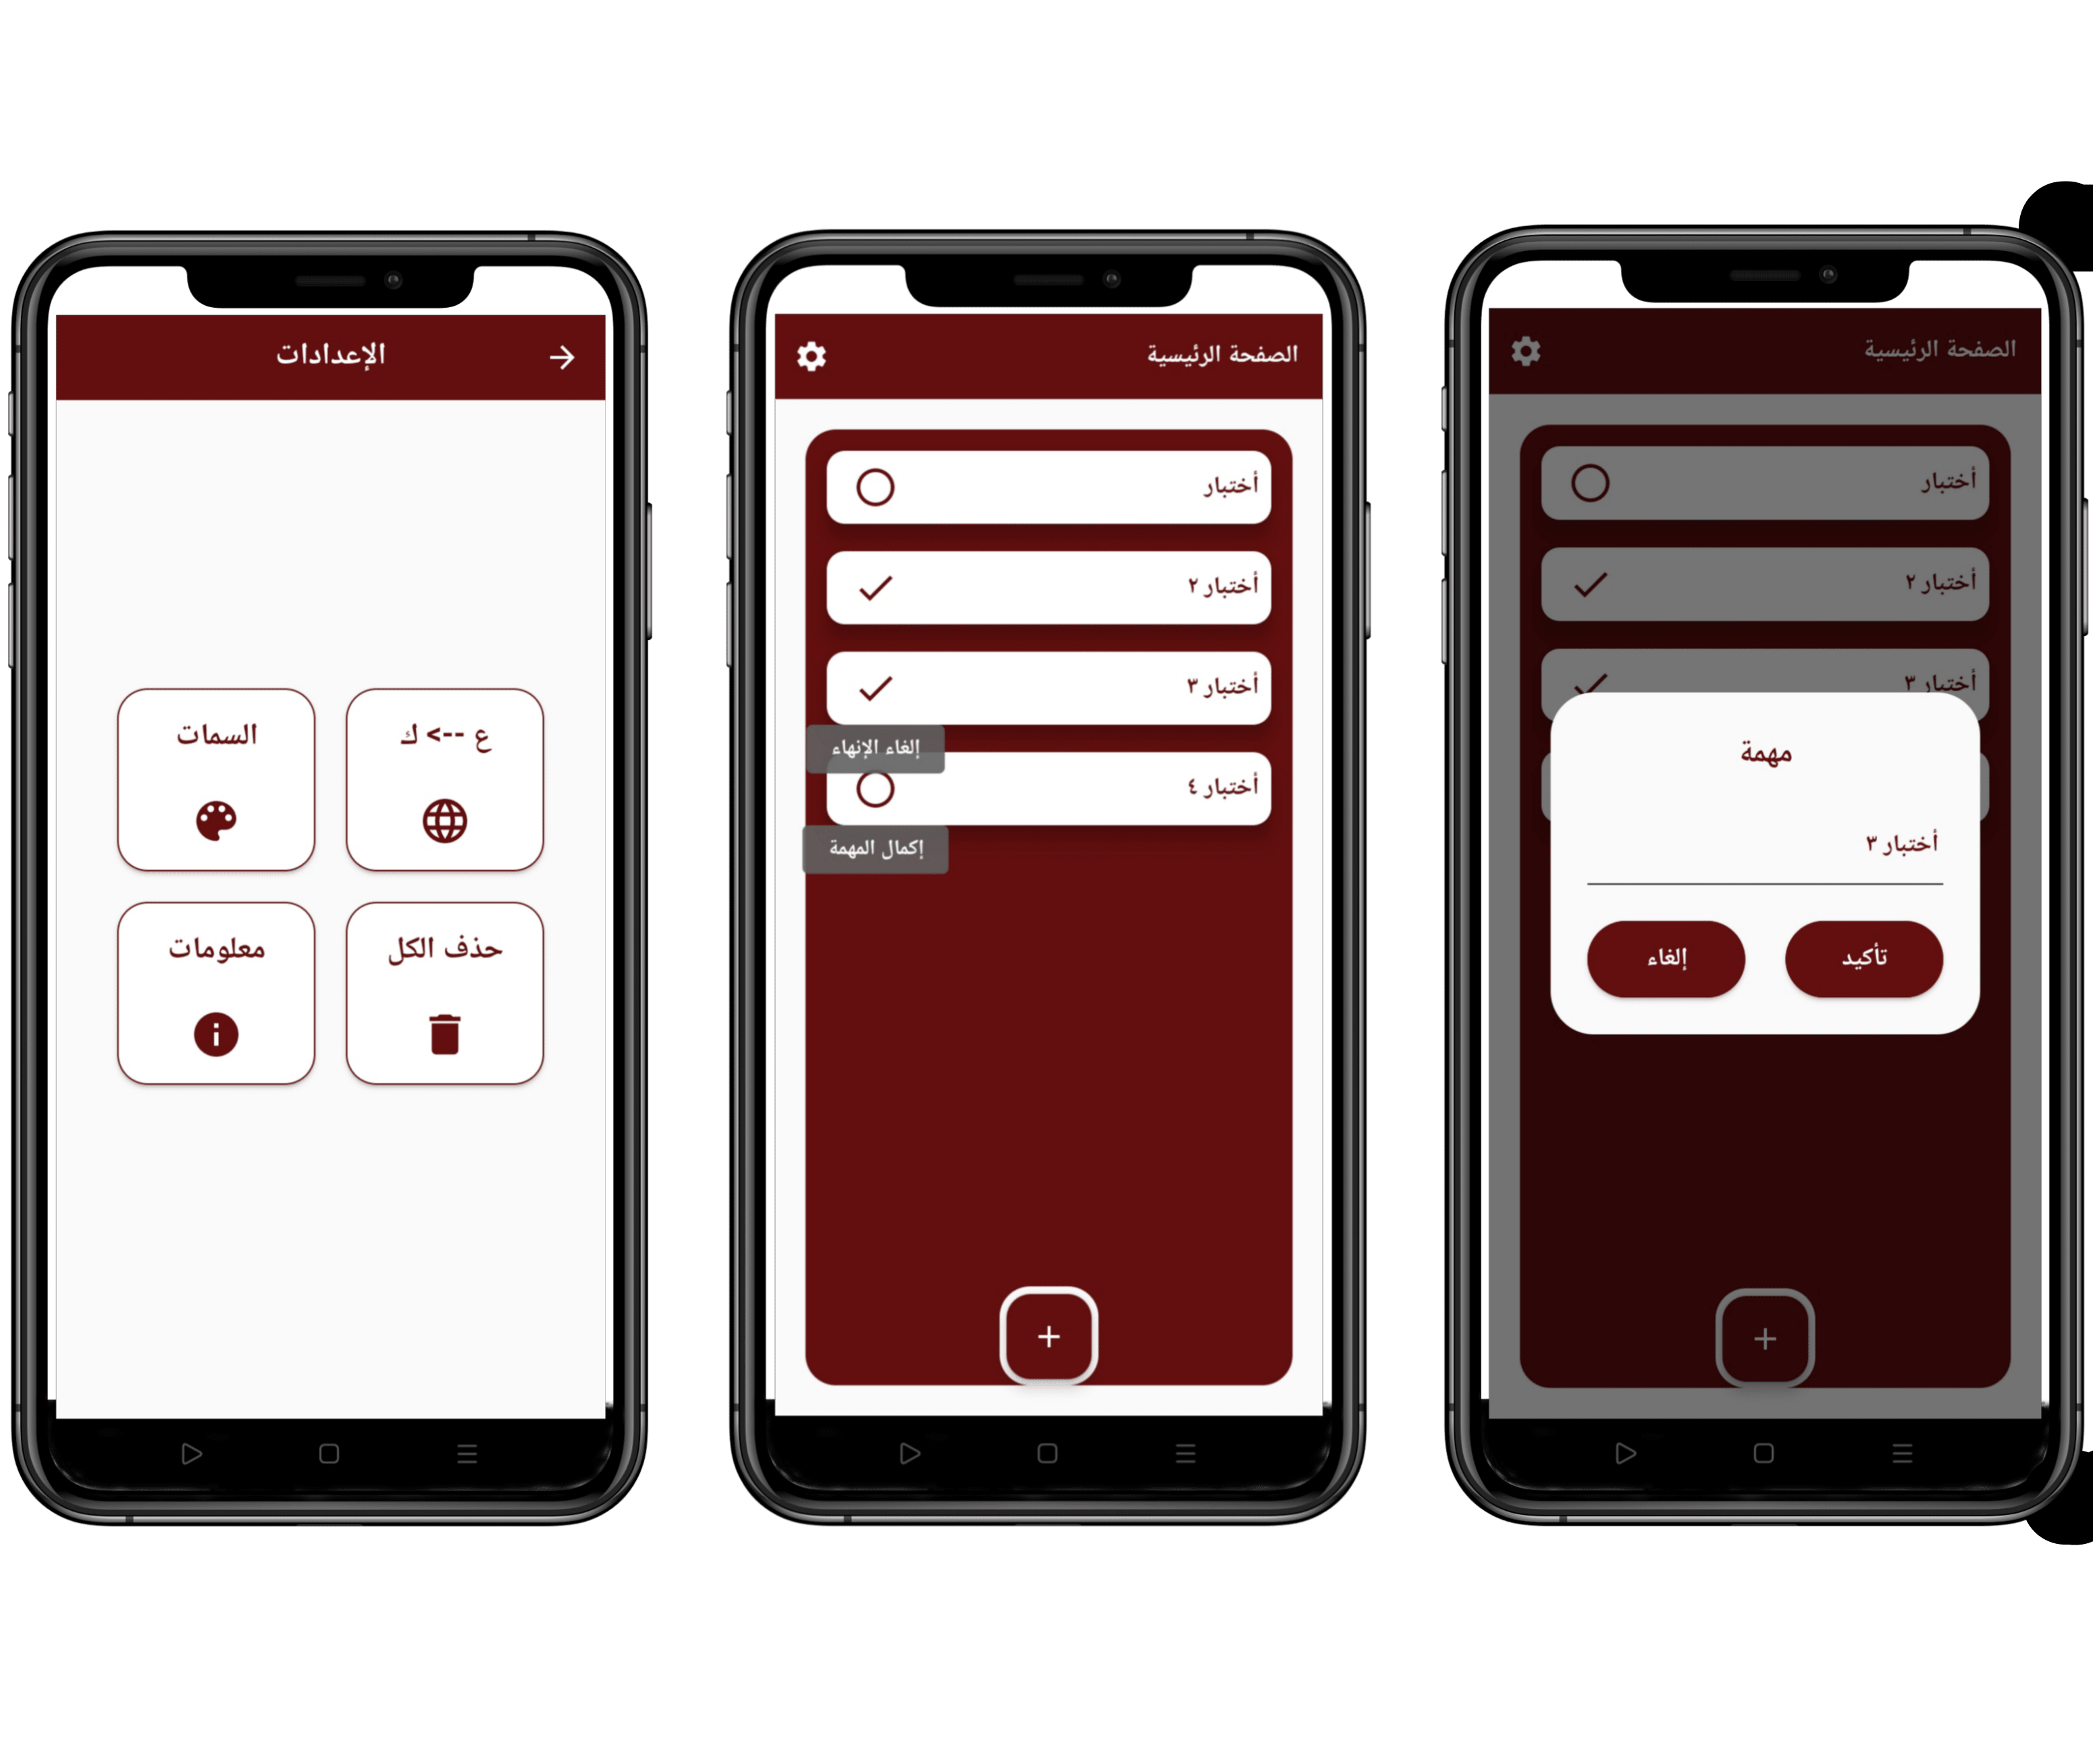 الإعدادات
ع --> ك
السمات
حذف الكل
معلومات
الصفحة الرئيسية
أختبار
أختبار ٢
أختبار ٣
إلغاء الإنهاء
أختبار ٤
إكمال المهمة
+
الصفحة الرئيسية
أختبار
أختبار ٢
أختبار ٣
مهمة
أختبار ٣
تأكيد
إلغاء
+